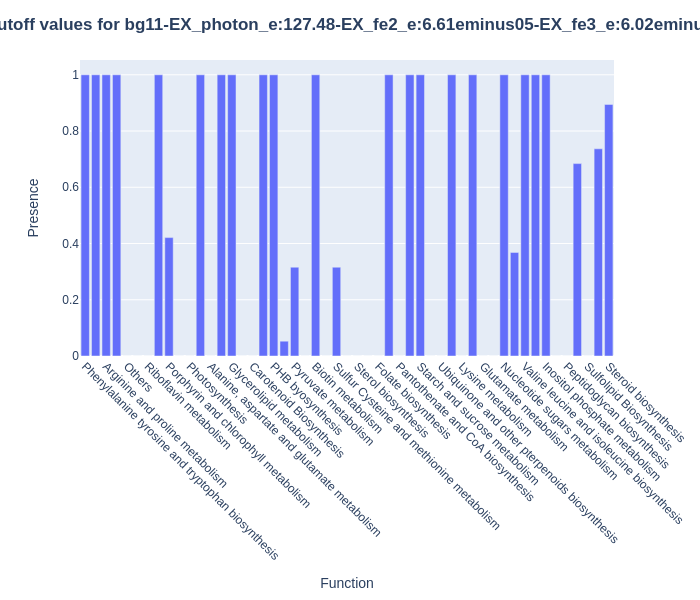 utoff values for bg11-EX_photon_e:127.48-EX_fe2_e:6.61eminus05-EX_fe3_e:6.02eminu
1
0.8
0.6
0.4
0.2
0
Presence
Phenylalanine tyrosine and tryptophan biosynthesis
Arginine and proline metabolism
Others
Riboflavin metabolism
Porphyrin and chlorophyll metabolism
Photosynthesis
Alanine, aspartate and glutamate metabolism
Glycerolipid metabolism
Carotenoid Biosynthesis
PHB byosynthesis
Pyruvate metabolism
Biotin metabolism
Sulfur Cysteine and methionine metabolism
Sterol biosynthesis
Folate biosynthesis
Pantothenate and CoA biosynthesis
Starch and sucrose metabolism
Ubiquinone and other pterpenoids biosynthesis
Lysine metabolism
Glutamate metabolism
Nucleotide sugars metabolism
Valine leucine and isoleucine biosynthesis
Inositol phosphate metabolism
Peptidoglycan biosynthesis
Sulfolipid Biosynthesis
Steroid biosynthesis
Function